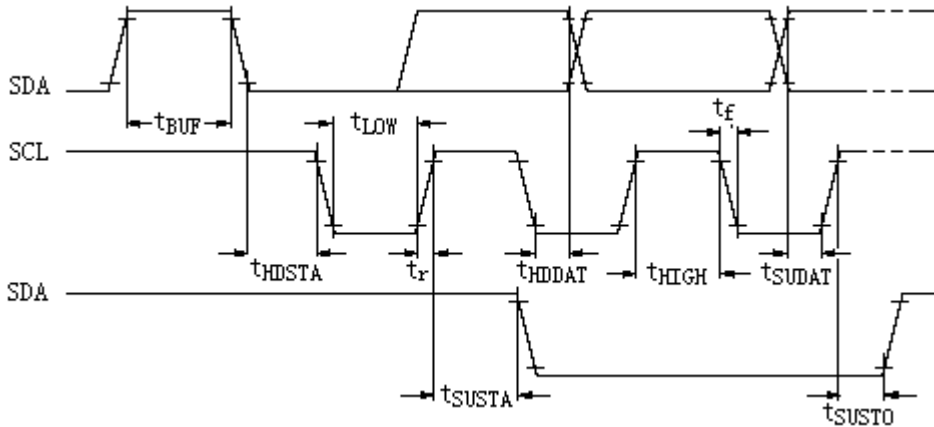 SDA
tBUF
tLOW
tf
SCL
tHDSTA
tr
tHDDAT
tHIGH
tSUDAT
SDA
tSUSTA
tSUSTO